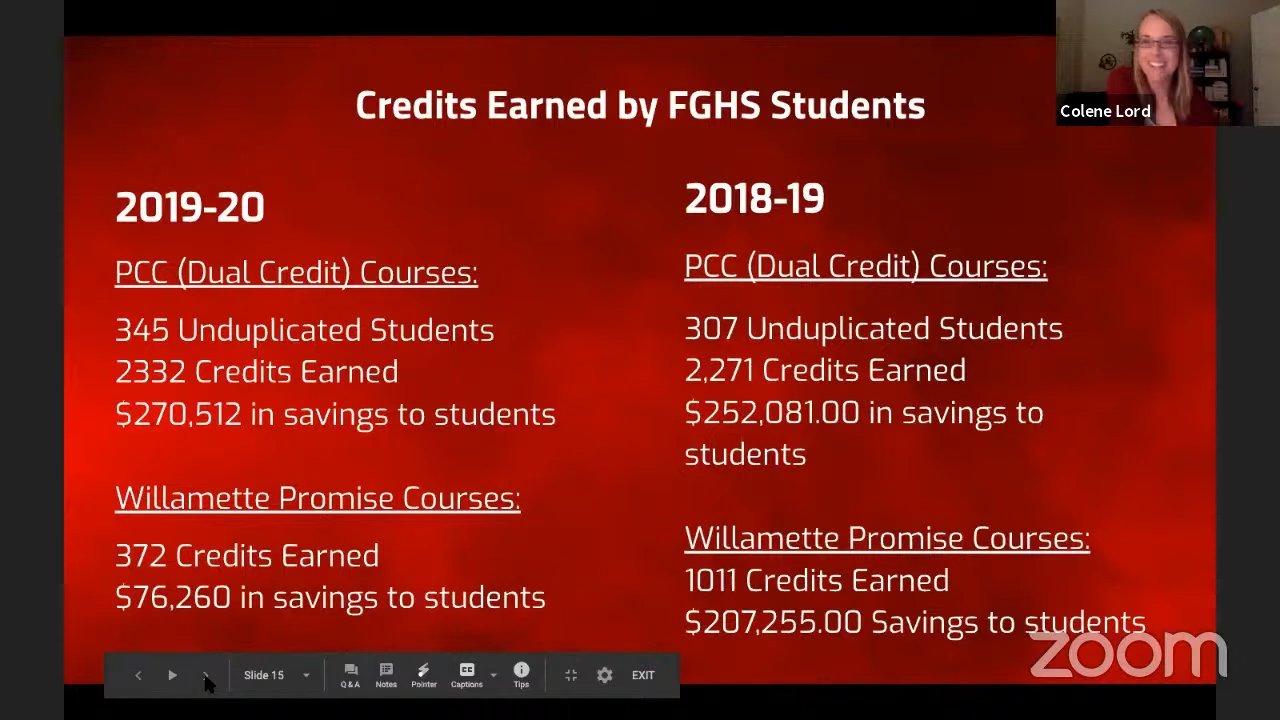 Credits Earned by FGHS Students
Colene Lord
2019-20
PCC (Dual Credit) Courses:
345 Unduplicated Students
2332 Credits Earned
$270,512 in savings to students
Willamette Promise Courses:
372 Credits Earned
$76,260 in savings to students
2018-19
PCC (Dual Credit) Courses:
307 Unduplicated Students
2,271 Credits Earned
$252,081.00 in savings to
students
Willamette Promise Courses:
1011 Credits Earned
$207,255.00 Savings to students
zoom
Slide 15
Q & A
Notes
Pointer
CC
Captions
Tips
EXIT